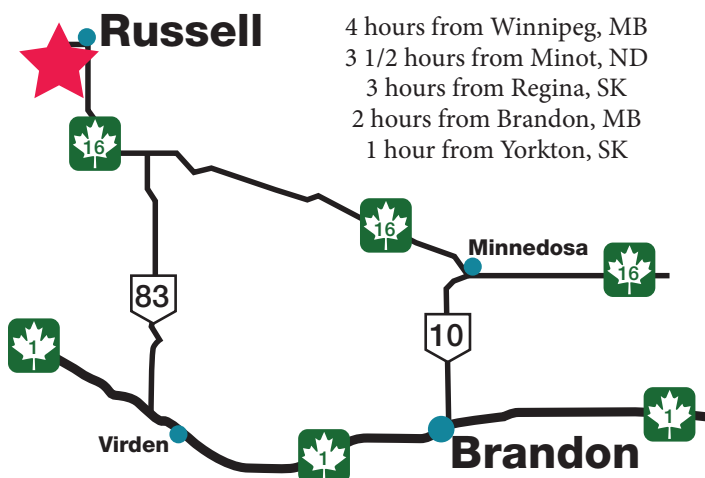 Russell
4 hours from Winnipeg, MB
3 1/2 hours from Minot, ND
3 hours from Regina, SK
2 hours from Brandon, MB
1 hour from Yorkton, SK
16
16
Minnedosa
16
83
10
1
1
Virden
1
Brandon